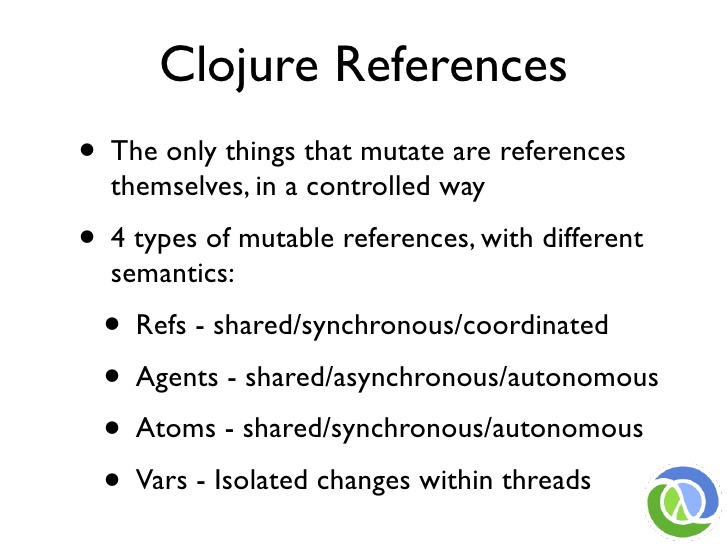 Clojure References
• The only things that mutate are references
themselves, in a controlled way
• 4 types of mutable references, with different
semantics:
• Refs - shared/synchronous/coordinated
• Agents - shared/asynchronous/autonomous
• Atoms - shared/synchronous/autonomous
• Vars - Isolated changes within threads